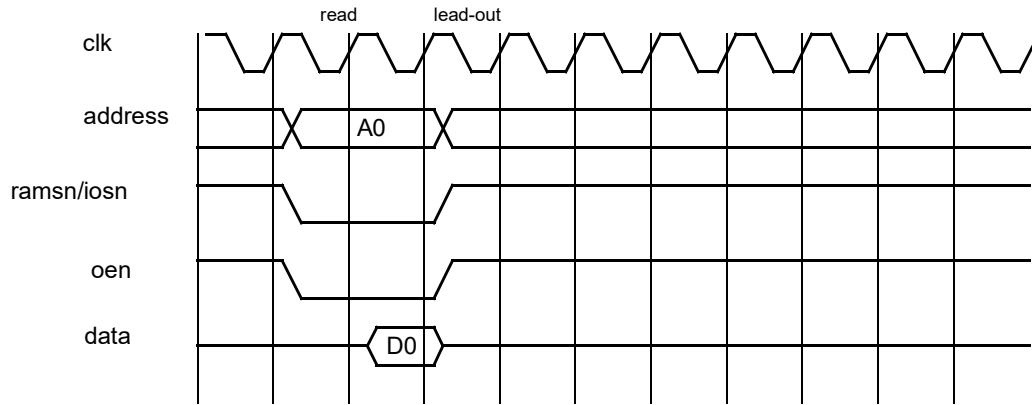 read lead-out
clk
address
A0
ramsn/iosn
oen
data
D0